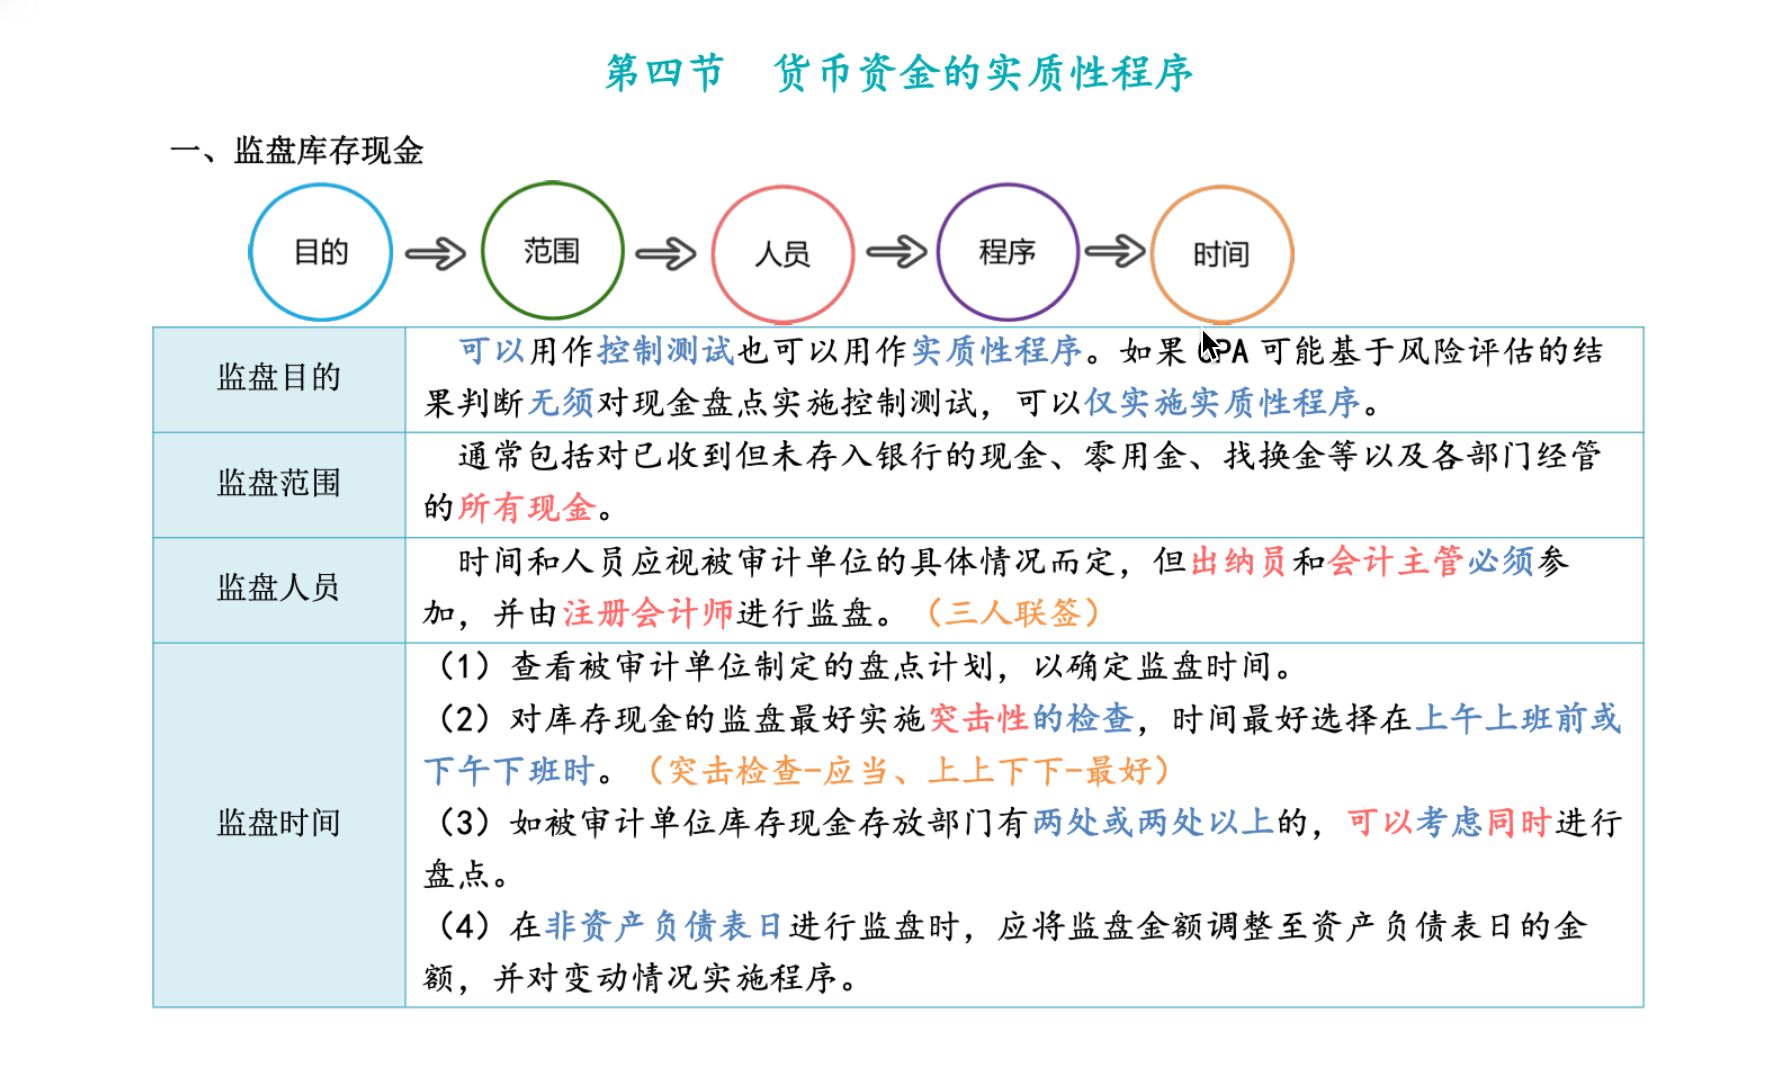 第四节 货币资金的实质性程序
一、监盘库存现金
目的
范围
人员
程序
时间
监盘目的
可以用作控制测试也可以用作实质性程序。如果 CPA 可能基于风险评估的结
果判断无须对现金盘点实施控制测试，可以仅实施实质性程序。
监盘范围
通常包括对已收到但未存入银行的现金、零用金、找换金等以及各部门经管
的所有现金。
监盘人员
时间和人员应视被审计单位的具体情况而定，但出纳员和会计主管必须参
加，并由注册会计师进行监盘。（三人联签）
监盘时间
（1）查看被审计单位制定的盘点计划，以确定监盘时间。
（2）对库存现金的监盘最好实施突击性的检查，时间最好选择在上午上班前或
下午下班时。（突击检查-应当、上上下下-最好）
（3）如被审计单位库存现金存放部门有两处或两处以上的，可以考虑同时进行
盘点。
（4）在非资产负债表日进行监盘时，应将监盘金额调整至资产负债表日的金
额，并对变动情况实施程序。